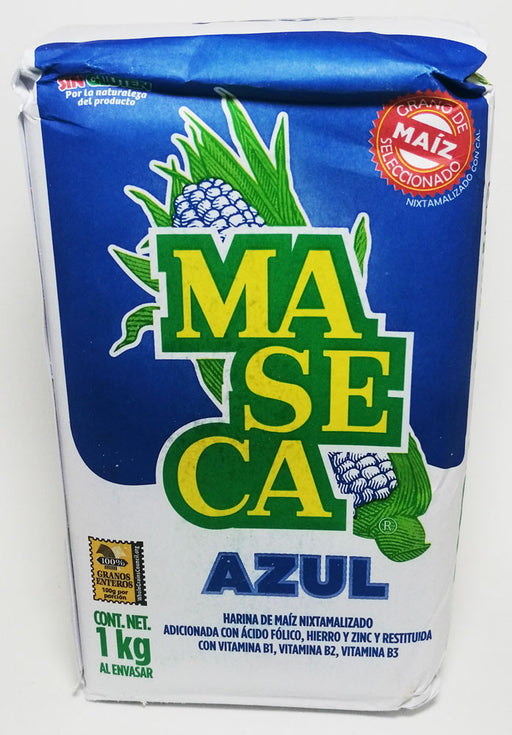 SIN GLUTEN
Por la naturaleza
del producto
GRANO DE
MAÍZ
SELECCIONADO
NIXTAMALIZADO CON CAL
MA
SE
CA
®
AZUL
100%
GRANOS
ENTEROS
100g por
porción
CONT. NET.
1 kg
AL ENVASAR
HARINA DE MAÍZ NIXTAMALIZADO
ADICIONADA CON ÁCIDO FÓLICO, HIERRO Y ZINC Y RESTITUIDA
CON VITAMINA B1, VITAMINA B2, VITAMINA B3